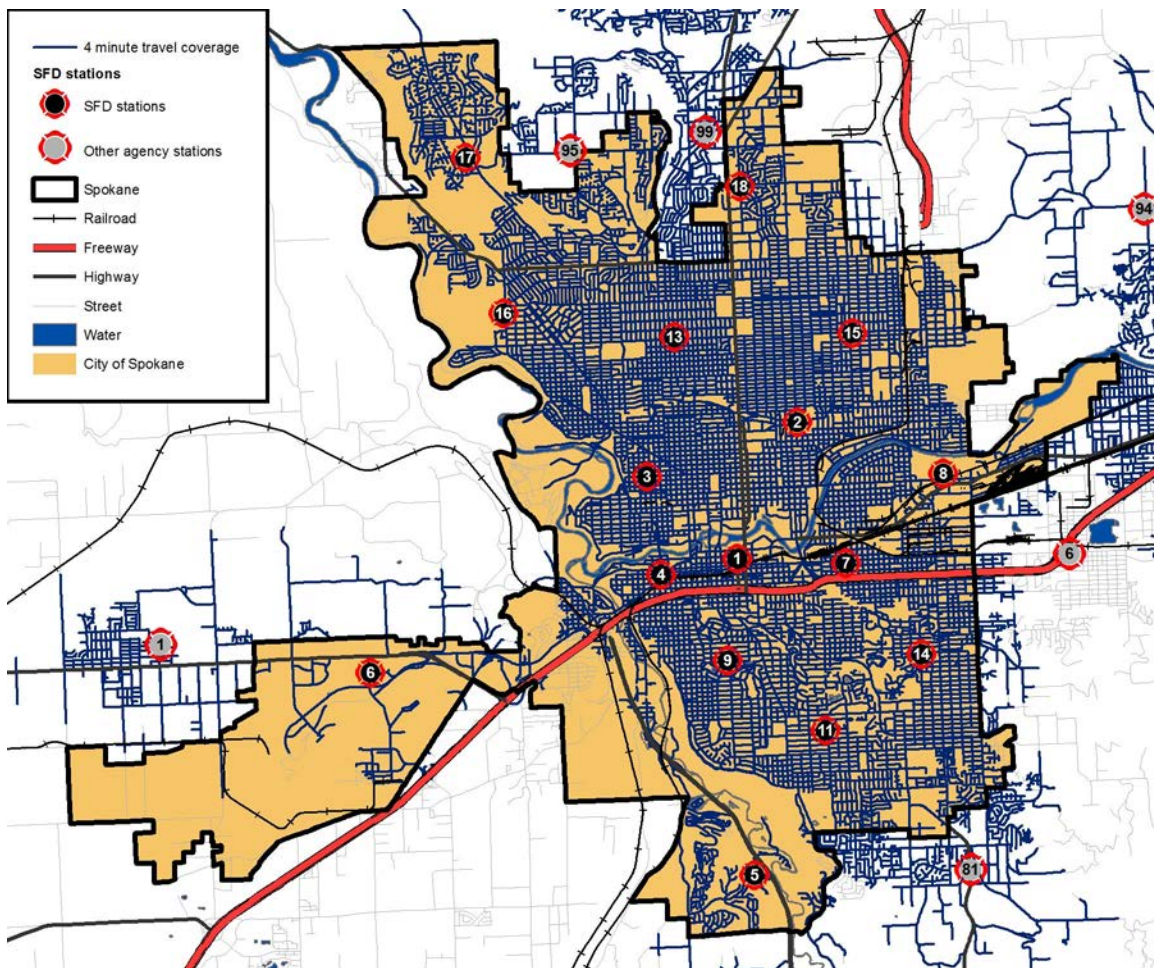 4 minute travel coverage
SFD stations
SFD stations
Other agency stations
Spokane
Railroad
Freeway
Highway
Street
Water
City of Spokane
99
95
17
18
94
16
15
13
2
8
3
6
1
7
4
1
14
9
6
11
81
5